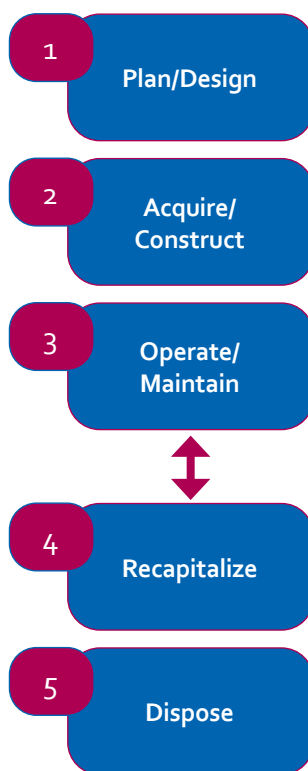 1
Plan/Design
2
Acquire/
Construct
3
Operate/
Maintain
4
Recapitalize
5
Dispose